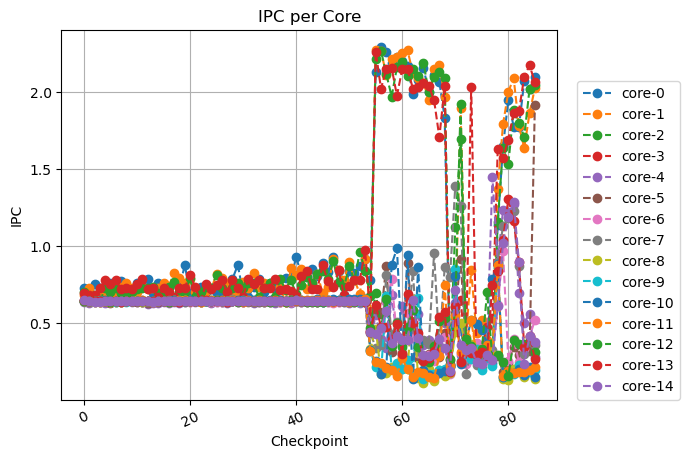 IPC per Core
IPC
2.0
1.5
1.0
0.5
0
20
40
60
80
Checkpoint
core-0
core-1
core-2
core-3
core-4
core-5
core-6
core-7
core-8
core-9
core-10
core-11
core-12
core-13
core-14